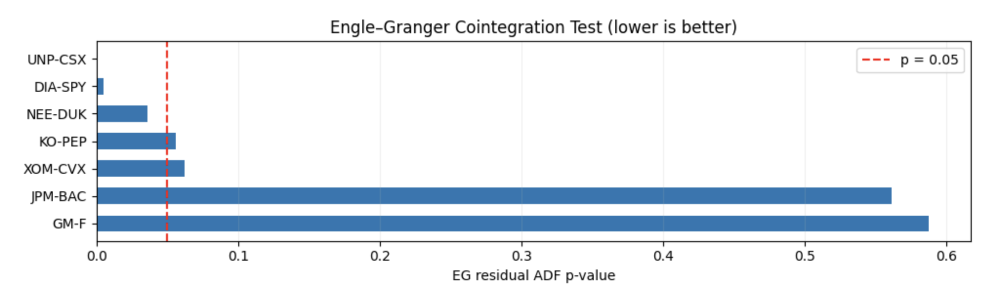 Engle–Granger Cointegration Test (lower is better)
p = 0.05
UNP-CSX
DIA-SPY
NEE-DUK
KO-PEP
XOM-CVX
JPM-BAC
GM-F
0.0 0.1 0.2 0.3 0.4 0.5 0.6
EG residual ADF p-value